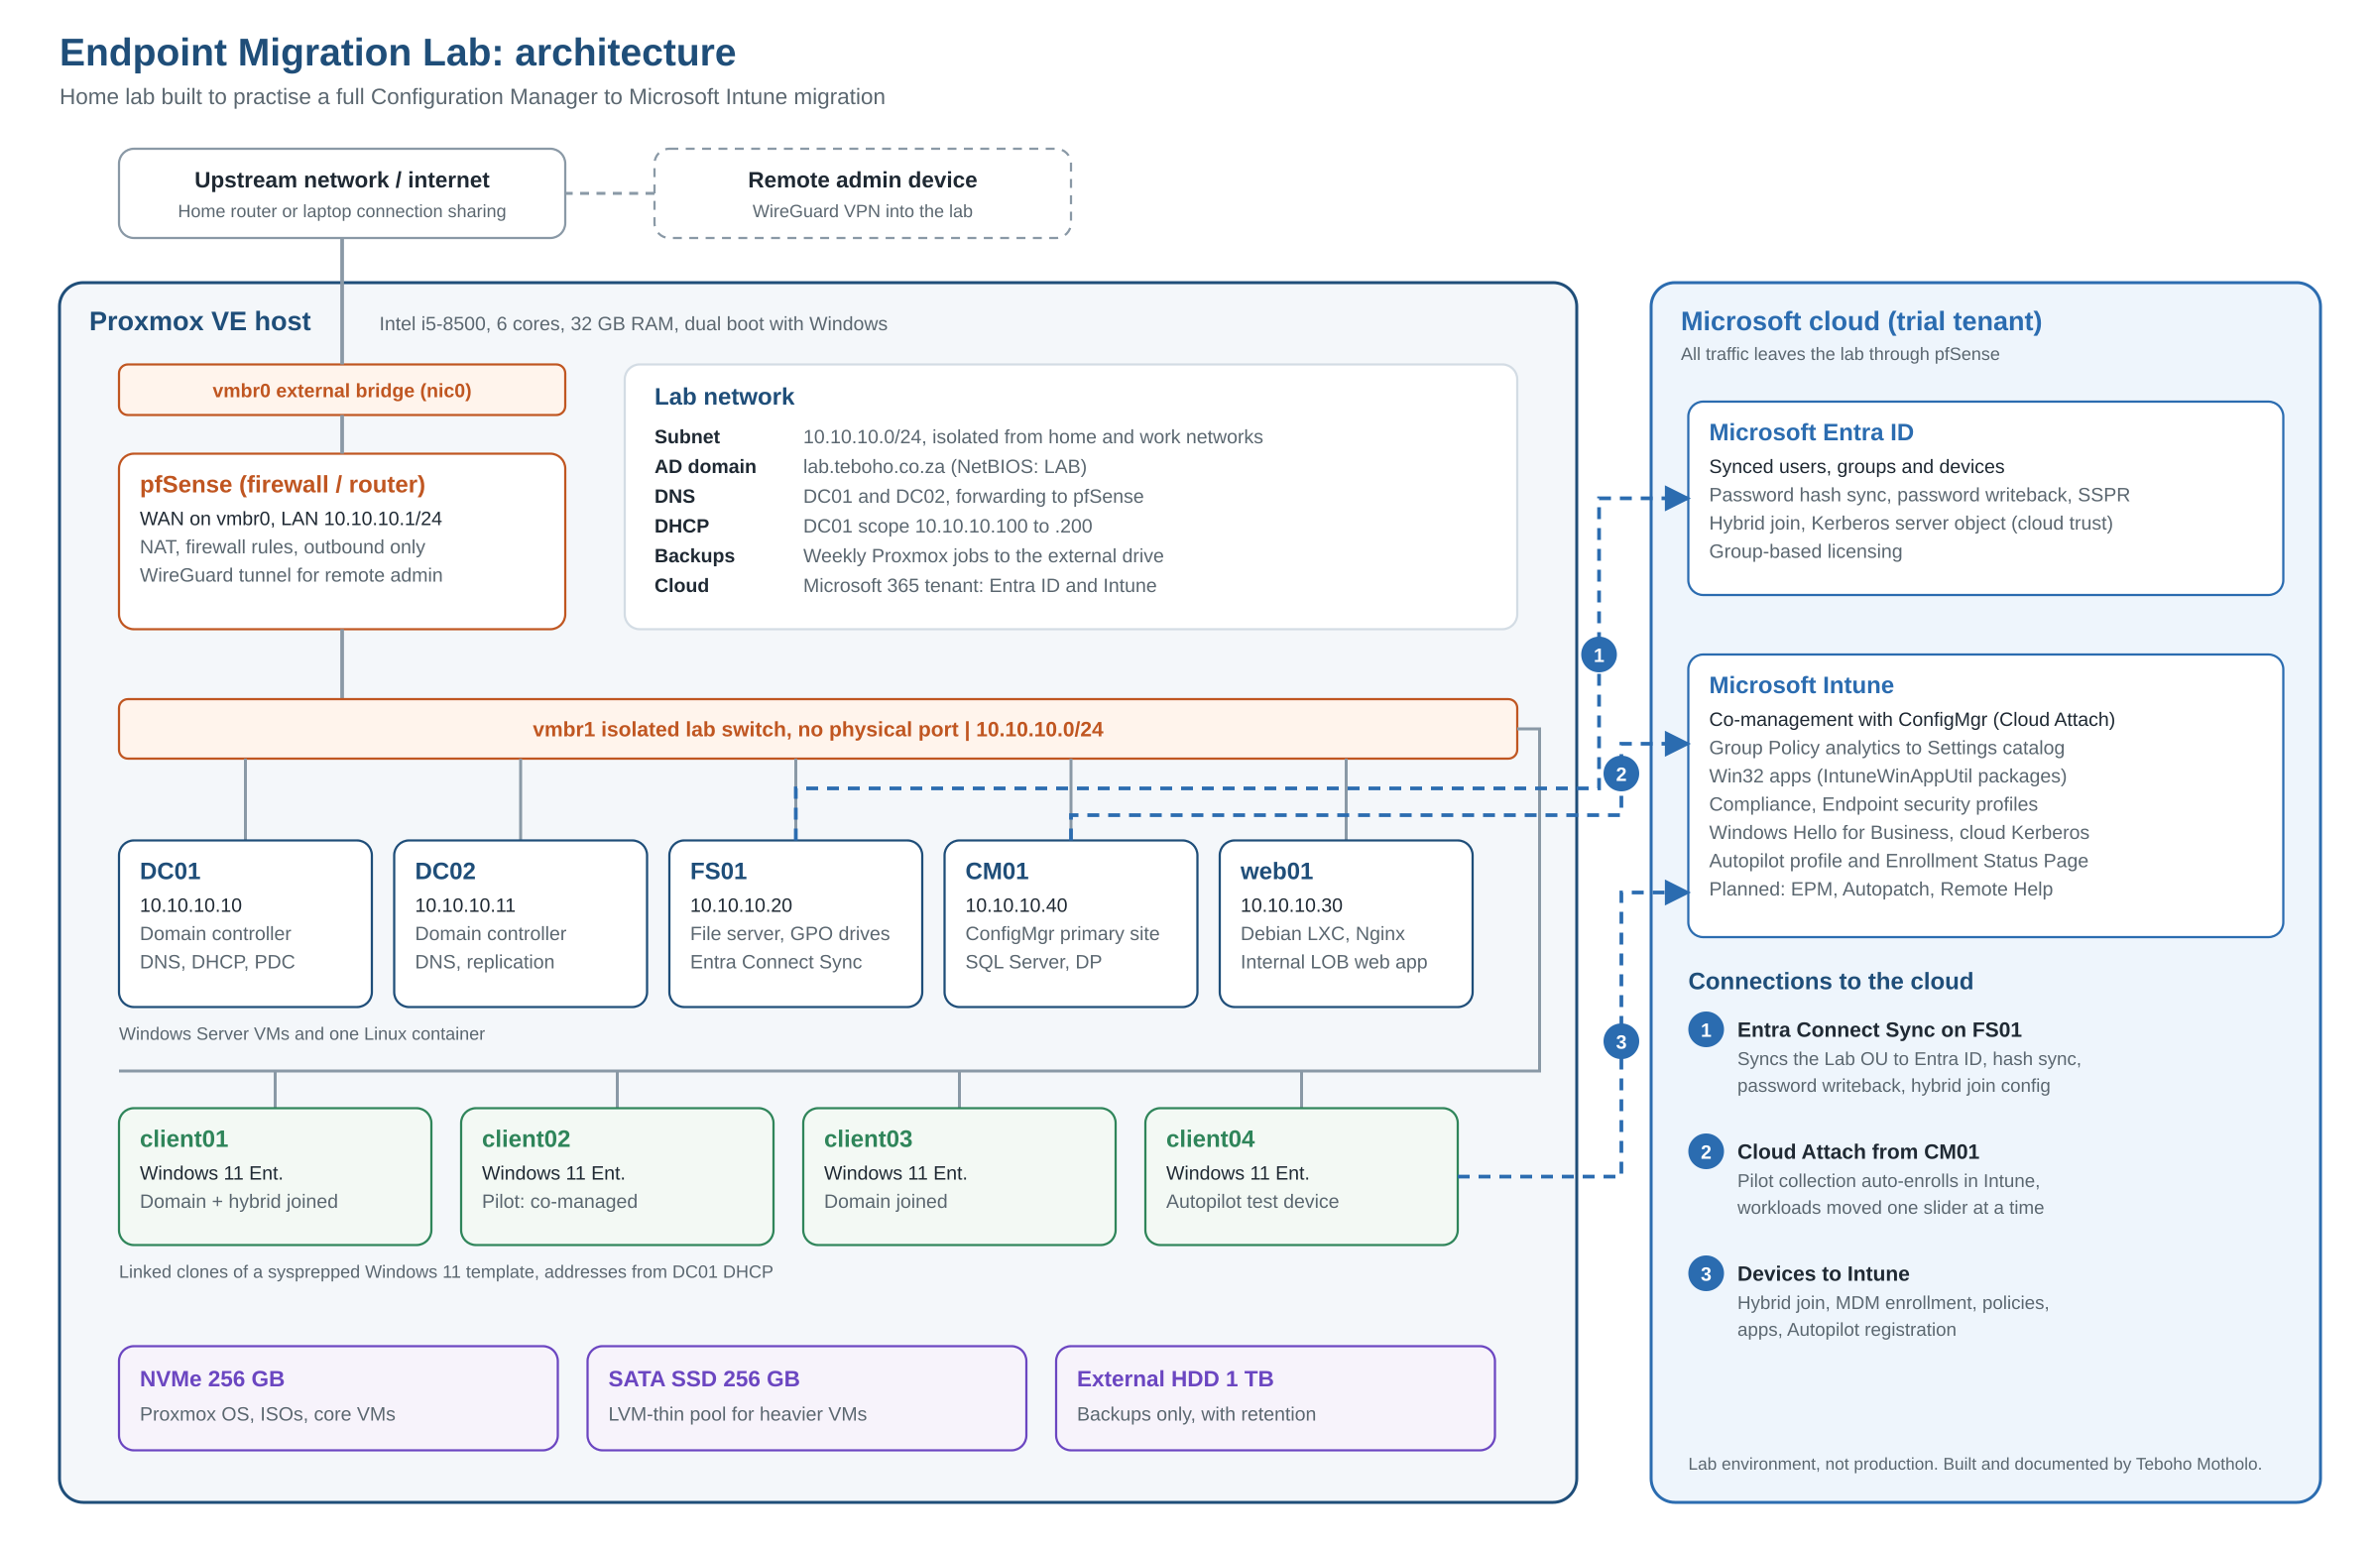 Endpoint Migration Lab: architecture
Home lab built to practise a full Configuration Manager to Microsoft Intune migration
Upstream network / internet
Home router or laptop connection sharing
Remote admin device
WireGuard VPN into the lab
Proxmox VE host
Intel i5-8500, 6 cores, 32 GB RAM, dual boot with Windows
vmbr0 external bridge (nic0)
pfSense (firewall / router)
WAN on vmbr0, LAN 10.10.10.1/24
NAT, firewall rules, outbound only
WireGuard tunnel for remote admin
Lab network
Subnet 10.10.10.0/24, isolated from home and work networks
AD domain lab.teboho.co.za (NetBIOS: LAB)
DNS DC01 and DC02, forwarding to pfSense
DHCP DC01 scope 10.10.10.100 to .200
Backups Weekly Proxmox jobs to the external drive
Cloud Microsoft 365 tenant: Entra ID and Intune
vmbr1 isolated lab switch, no physical port | 10.10.10.0/24
DC01
10.10.10.10
Domain controller
DNS, DHCP, PDC
DC02
10.10.10.11
Domain controller
DNS, replication
FS01
10.10.10.20
File server, GPO drives
Entra Connect Sync
CM01
10.10.10.40
ConfigMgr primary site
SQL Server, DP
web01
10.10.10.30
Debian LXC, Nginx
Internal LOB web app
Windows Server VMs and one Linux container
client01
Windows 11 Ent.
Domain + hybrid joined
client02
Windows 11 Ent.
Pilot: co-managed
client03
Windows 11 Ent.
Domain joined
client04
Windows 11 Ent.
Autopilot test device
Linked clones of a sysprepped Windows 11 template, addresses from DC01 DHCP
NVMe 256 GB
Proxmox OS, ISOs, core VMs
SATA SSD 256 GB
LVM-thin pool for heavier VMs
External HDD 1 TB
Backups only, with retention
1
2
3
Microsoft cloud (trial tenant)
All traffic leaves the lab through pfSense
Microsoft Entra ID
Synced users, groups and devices
Password hash sync, password writeback, SSPR
Hybrid join, Kerberos server object (cloud trust)
Group-based licensing
Microsoft Intune
Co-management with ConfigMgr (Cloud Attach)
Group Policy analytics to Settings catalog
Win32 apps (IntuneWinAppUtil packages)
Compliance, Endpoint security profiles
Windows Hello for Business, cloud Kerberos
Autopilot profile and Enrollment Status Page
Planned: EPM, Autopatch, Remote Help
Connections to the cloud
1 Entra Connect Sync on FS01
Syncs the Lab OU to Entra ID, hash sync,
password writeback, hybrid join config
2 Cloud Attach from CM01
Pilot collection auto-enrolls in Intune,
workloads moved one slider at a time
3 Devices to Intune
Hybrid join, MDM enrollment, policies,
apps, Autopilot registration
Lab environment, not production. Built and documented by Teboho Motholo.